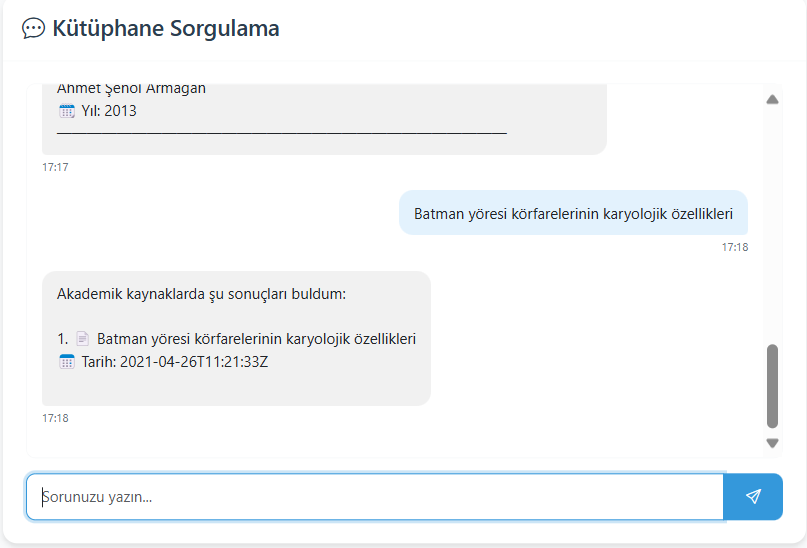 Kütüphane Sorgulama
Ahmet Şenol Armağan
Yıl: 2013
17:17
Batman yöresi körfarelerinin karyolojik özellikleri
17:18
Akademik kaynaklarda şu sonuçları buldum:
1. Batman yöresi körfarelerinin karyolojik özellikleri
Tarih: 2021-04-26T11:21:33Z
17:18
Sorunuzu yazın...